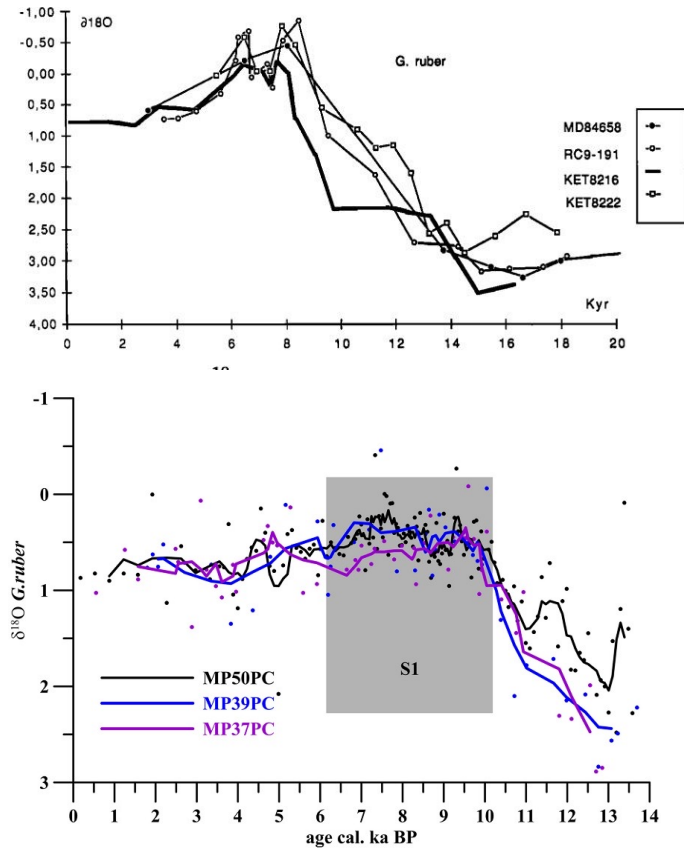 ∂18O
-1,00
-0,50
0,00
0,50
1,00
1,50
2,00
2,50
3,00
3,50
4,00
G. ruber
MD84658
RC9-191
KET8216
KET8222
Kyr
0 2 4 6 8 10 12 14 16 18 20
-1
0
1
2
3
δ¹⁸O G.ruber
S1
MP50PC
MP39PC
MP37PC
0 1 2 3 4 5 6 7 8 9 10 11 12 13 14
age cal. ka BP